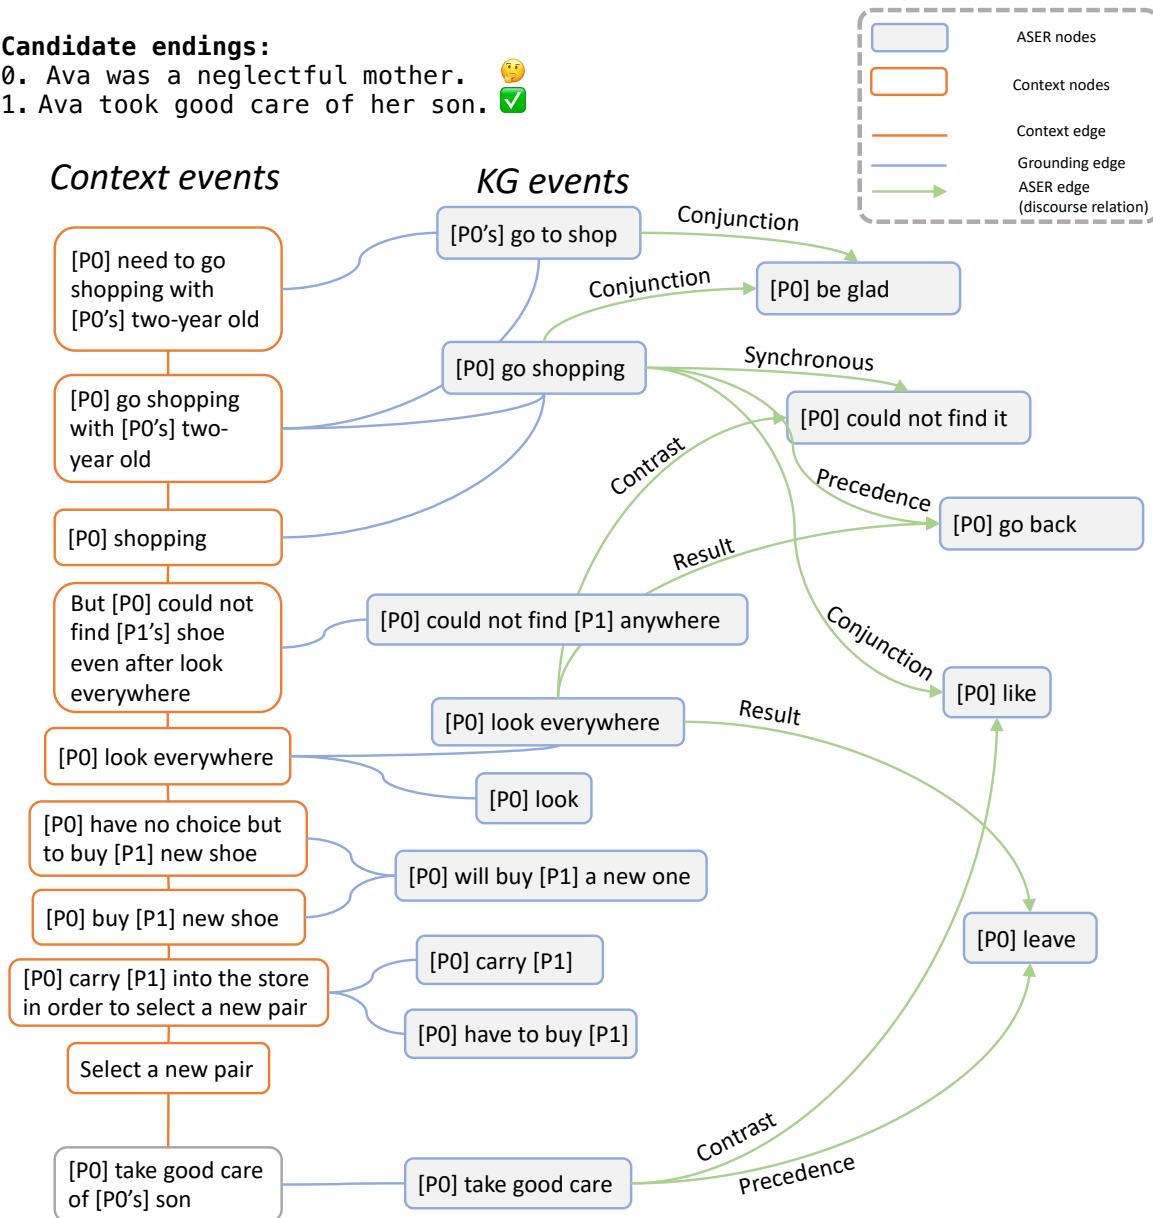 Candidate endings:
0. Ava was a neglectful mother. 🤔
1. Ava took good care of her son. ✅
ASER nodes
Context nodes
Context edge
Grounding edge
ASER edge
(discourse relation)
Context events
KG events
[P0] need to go
shopping with
[P0's] two-year old
[P0] go shopping
with [P0's] two-
year old
[P0] shopping
But [P0] could not
find [P1's] shoe
even after look
everywhere
[P0] look everywhere
[P0] have no choice but
to buy [P1] new shoe
[P0] buy [P1] new shoe
[P0] carry [P1] into the store
in order to select a new pair
Select a new pair
[P0] take good care
of [P0's] son
[P0's] go to shop
[P0] go shopping
[P0] could not find [P1] anywhere
[P0] look everywhere
[P0] look
[P0] will buy [P1] a new one
[P0] carry [P1]
[P0] have to buy [P1]
[P0] take good care
Conjunction
Conjunction
[P0] be glad
Synchronous
[P0] could not find it
Contrast
Precedence
[P0] go back
Result
Conjunction
[P0] like
Result
[P0] leave
Contrast
Precedence